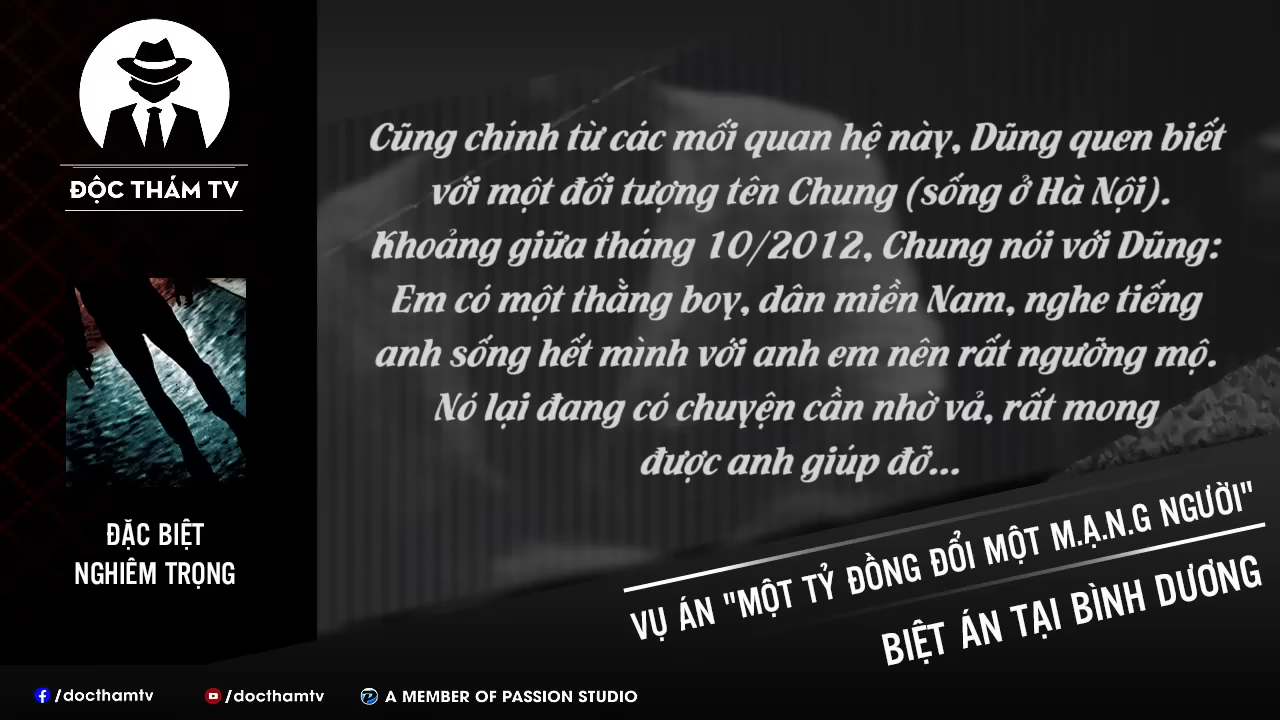 ĐỘC THÁM TV
ĐẶC BIỆT
NGHIÊM TRỌNG
Cũng chính từ các mối quan hệ này, Dũng quen biết
với một đối tượng tên Chung (sống ở Hà Nội).
Khoảng giữa tháng 10/2012, Chung nói với Dũng:
Em có một thằng boy, dân miền Nam, nghe tiếng
anh sống hết mình với anh em nên rất ngưỡng mộ.
Nó lại đang có chuyện cần nhờ vả, rất mong
được anh giúp đỡ...
VỤ ÁN "MỘT TỶ ĐỒNG ĐỔI MỘT M.Ạ.N.G NGƯỜI"
BIỆT ÁN TẠI BÌNH DƯƠNG
/docthamtv
/docthamtv
A MEMBER OF PASSION STUDIO